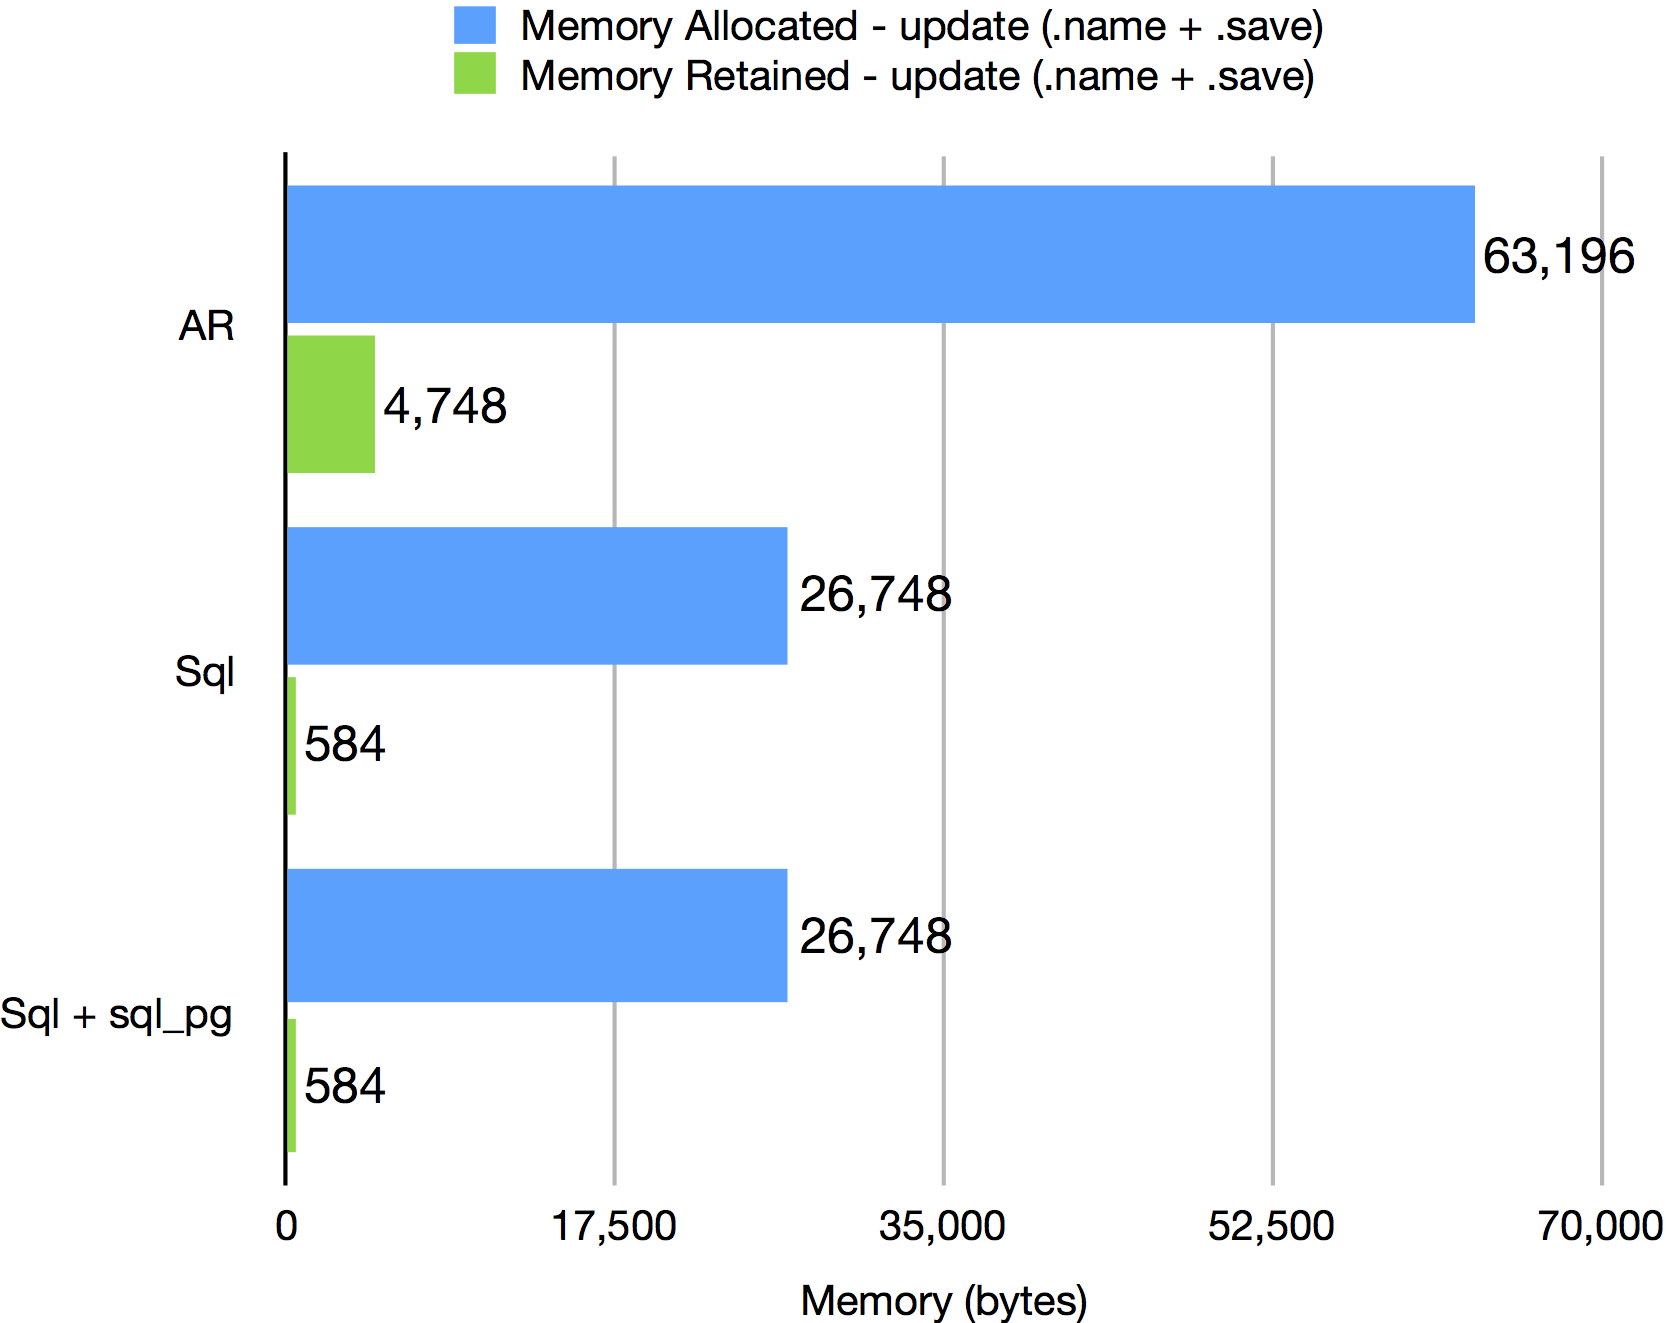 Memory Allocated - update (.name + .save)
Memory Retained - update (.name + .save)
63,196
AR
4,748
26,748
Sql
584
26,748
Sql + sql_pg
584
0 17,500 35,000 52,500 70,000
Memory (bytes)